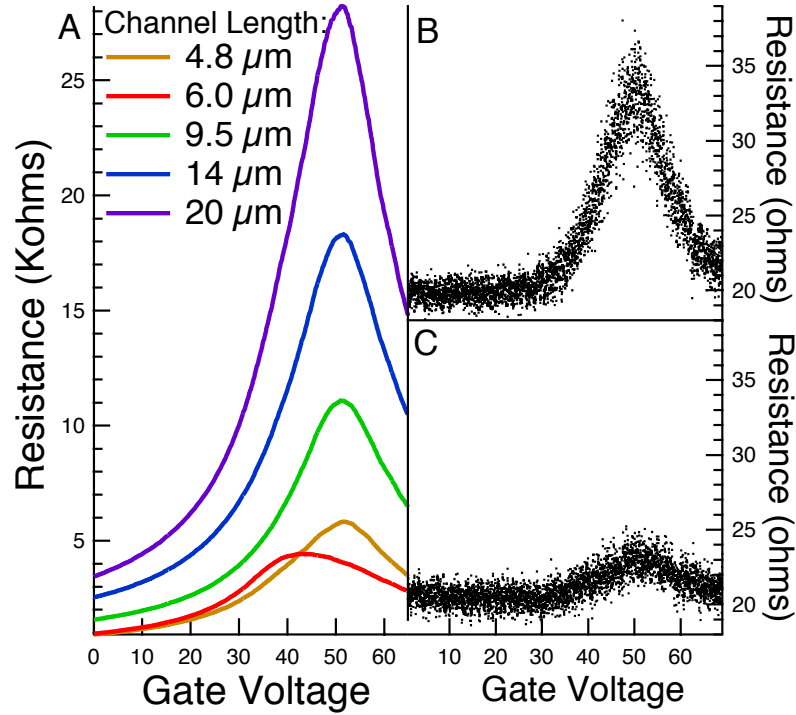 A
Channel Length:
4.8 µm
6.0 µm
9.5 µm
14 µm
20 µm
Resistance (Kohms)
25
20
15
10
5
0 10 20 30 40 50 60
Gate Voltage
B
35
30
25
20
Resistance (ohms)
C
35
30
25
20
Resistance (ohms)
10 20 30 40 50 60
Gate Voltage